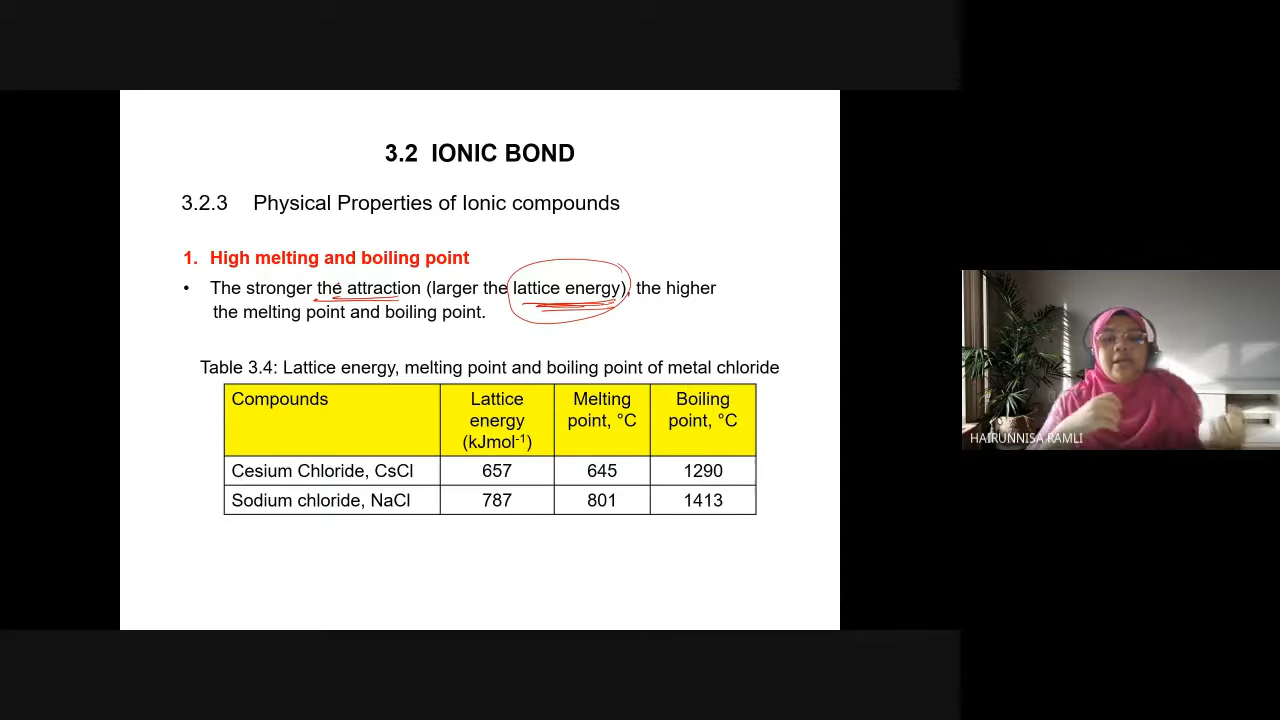 3.2 IONIC BOND
3.2.3 Physical Properties of Ionic compounds
1. High melting and boiling point
• The stronger the attraction (larger the lattice energy), the higher
the melting point and boiling point.
Table 3.4: Lattice energy, melting point and boiling point of metal chloride
Compounds Lattice energy (kJmol⁻¹) Melting point, °C Boiling point, °C
Cesium Chloride, CsCl 657 645 1290
Sodium chloride, NaCl 787 801 1413
HAIRUNNISA RAMLI